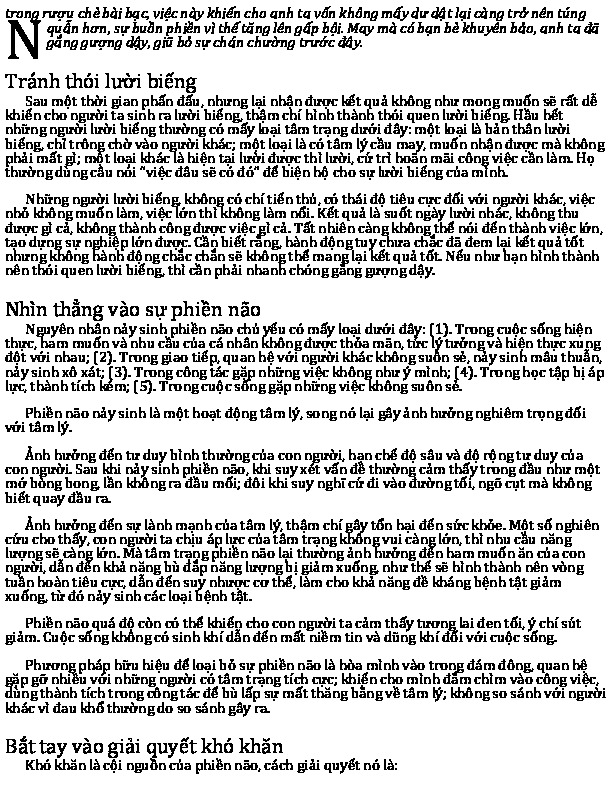 trong rượu chè bài bạc, việc này khiến cho anh ta vốn không mấy dư dật lại càng trở nên túng
N quẫn hơn, sự buồn phiền vì thế tăng lên gấp bội. May mà có bạn bè khuyên bảo, anh ta đã
gắng gượng dậy, giũ bỏ sự chán chường trước đây.
Tránh thói lười biếng
Sau một thời gian phấn đấu, nhưng lại nhận được kết quả không như mong muốn sẽ rất dễ
khiến cho người ta sinh ra lười biếng, thậm chí hình thành thói quen lười biếng. Hầu hết
những người lười biếng thường có mấy loại tâm trạng dưới đây: một loại là bản thân lười
biếng, chỉ trông chờ vào người khác; một loại là có tâm lý cầu may, muốn nhận được mà không
phải mất gì; một loại khác là hiện tại lười được thì lười, cứ trì hoãn mãi công việc cần làm. Họ
thường dùng câu nói "việc đâu sẽ có đó" để biện hộ cho sự lười biếng của mình.
Những người lười biếng, không có chí tiến thủ, có thái độ tiêu cực đối với người khác, việc
nhỏ không muốn làm, việc lớn thì không làm nổi. Kết quả là suốt ngày lười nhác, không thu
được gì cả, không thành công được việc gì cả. Tất nhiên càng không thể nói đến thành việc lớn,
tạo dựng sự nghiệp lớn được. Cần biết rằng, hành động tuy chưa chắc đã đem lại kết quả tốt
nhưng không hành động chắc chắn sẽ không thể mang lại kết quả tốt. Nếu như bạn hình thành
nên thói quen lười biếng, thì cần phải nhanh chóng gắng gượng dậy.
Nhìn thẳng vào sự phiền não
Nguyên nhân nảy sinh phiền não chủ yếu có mấy loại dưới đây: (1). Trong cuộc sống hiện
thực, ham muốn và nhu cầu của cá nhân không được thỏa mãn, tức lý tưởng và hiện thực xung
đột với nhau; (2). Trong giao tiếp, quan hệ với người khác không suôn sẻ, nảy sinh mâu thuẫn,
nảy sinh xô xát; (3). Trong công tác gặp những việc không như ý mình; (4). Trong học tập bị áp
lực, thành tích kém; (5). Trong cuộc sống gặp những việc không suôn sẻ.
Phiền não nảy sinh là một hoạt động tâm lý, song nó lại gây ảnh hưởng nghiêm trọng đối
với tâm lý.
Ảnh hưởng đến tư duy bình thường của con người, hạn chế độ sâu và độ rộng tư duy của
con người. Sau khi nảy sinh phiền não, khi suy xét vấn đề thường cảm thấy trong đầu như một
mớ bòng bong, lần không ra đầu mối; đôi khi suy nghĩ cứ đi vào đường tối, ngõ cụt mà không
biết quay đầu ra.
Ảnh hưởng đến sự lành mạnh của tâm lý, thậm chí gây tổn hại đến sức khỏe. Một số nghiên
cứu cho thấy, con người ta chịu áp lực của tâm trạng không vui càng lớn, thì nhu cầu năng
lượng sẽ càng lớn. Mà tâm trạng phiền não lại thường ảnh hưởng đến ham muốn ăn của con
người, dẫn đến khả năng bù đắp năng lượng bị giảm xuống, như thế sẽ hình thành nên vòng
tuần hoàn tiêu cực, dẫn đến suy nhược cơ thể, làm cho khả năng đề kháng bệnh tật giảm
xuống, từ đó nảy sinh các loại bệnh tật.
Phiền não quá độ còn có thể khiến cho con người ta cảm thấy tương lai đen tối, ý chí sút
giảm. Cuộc sống không có sinh khí dẫn đến mất niềm tin và dũng khí đối với cuộc sống.
Phương pháp hữu hiệu để loại bỏ sự phiền não là hòa mình vào trong đám đông, quan hệ
gặp gỡ nhiều với những người có tâm trạng tích cực; khiến cho mình đắm chìm vào công việc,
dùng thành tích trong công tác để bù lấp sự mất thăng bằng về tâm lý; không so sánh với người
khác vì đau khổ thường do so sánh gây ra.
Bắt tay vào giải quyết khó khăn
Khó khăn là cội nguồn của phiền não, cách giải quyết nó là: